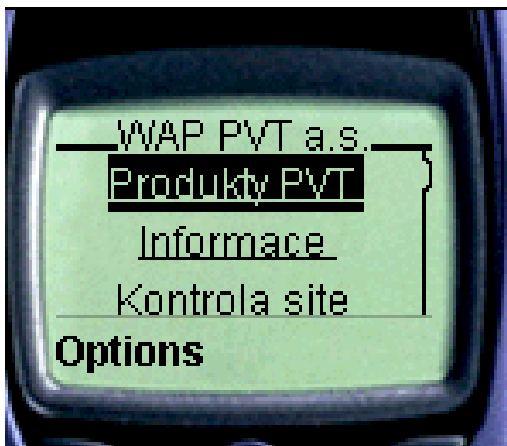 WAP PVT a.s.
Produkty PVT
Informace
Kontrola site
Options